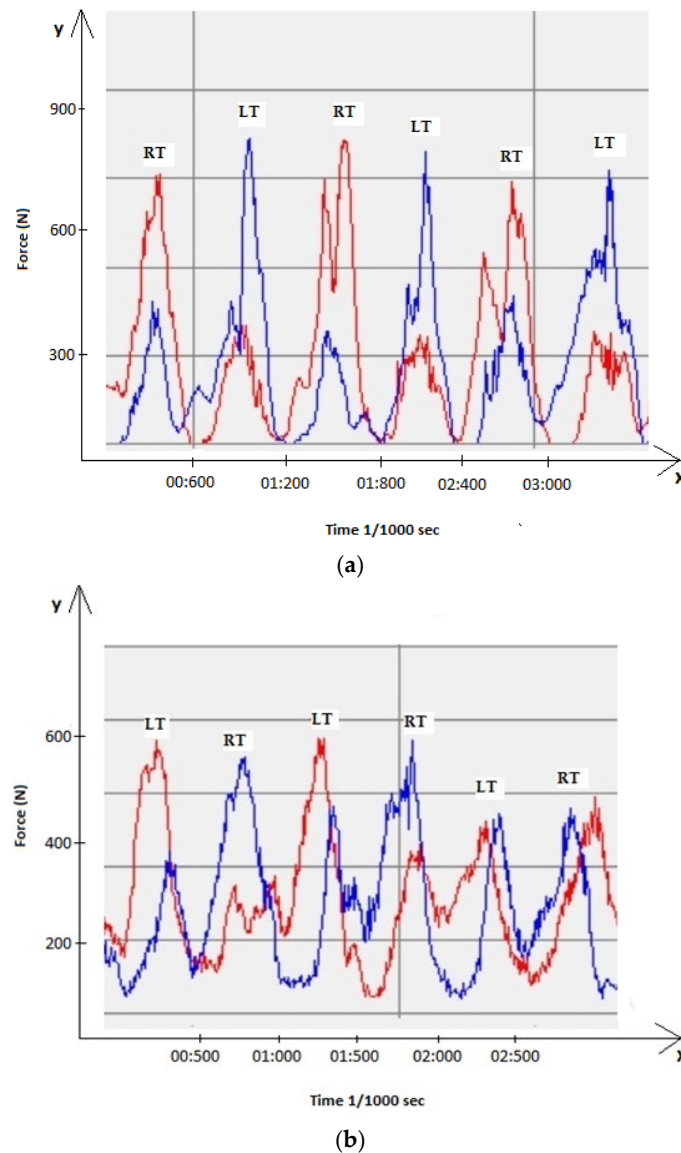 y
900
600
300
Force (N)
RT
LT
RT
LT
RT
LT
00:600
01:200
01:800
02:400
03:000
x
Time 1/1000 sec
(a)
y
600
400
200
Force (N)
LT
RT
LT
RT
LT
RT
00:500
01:000
01:500
02:000
02:500
x
Time 1/1000 sec
(b)